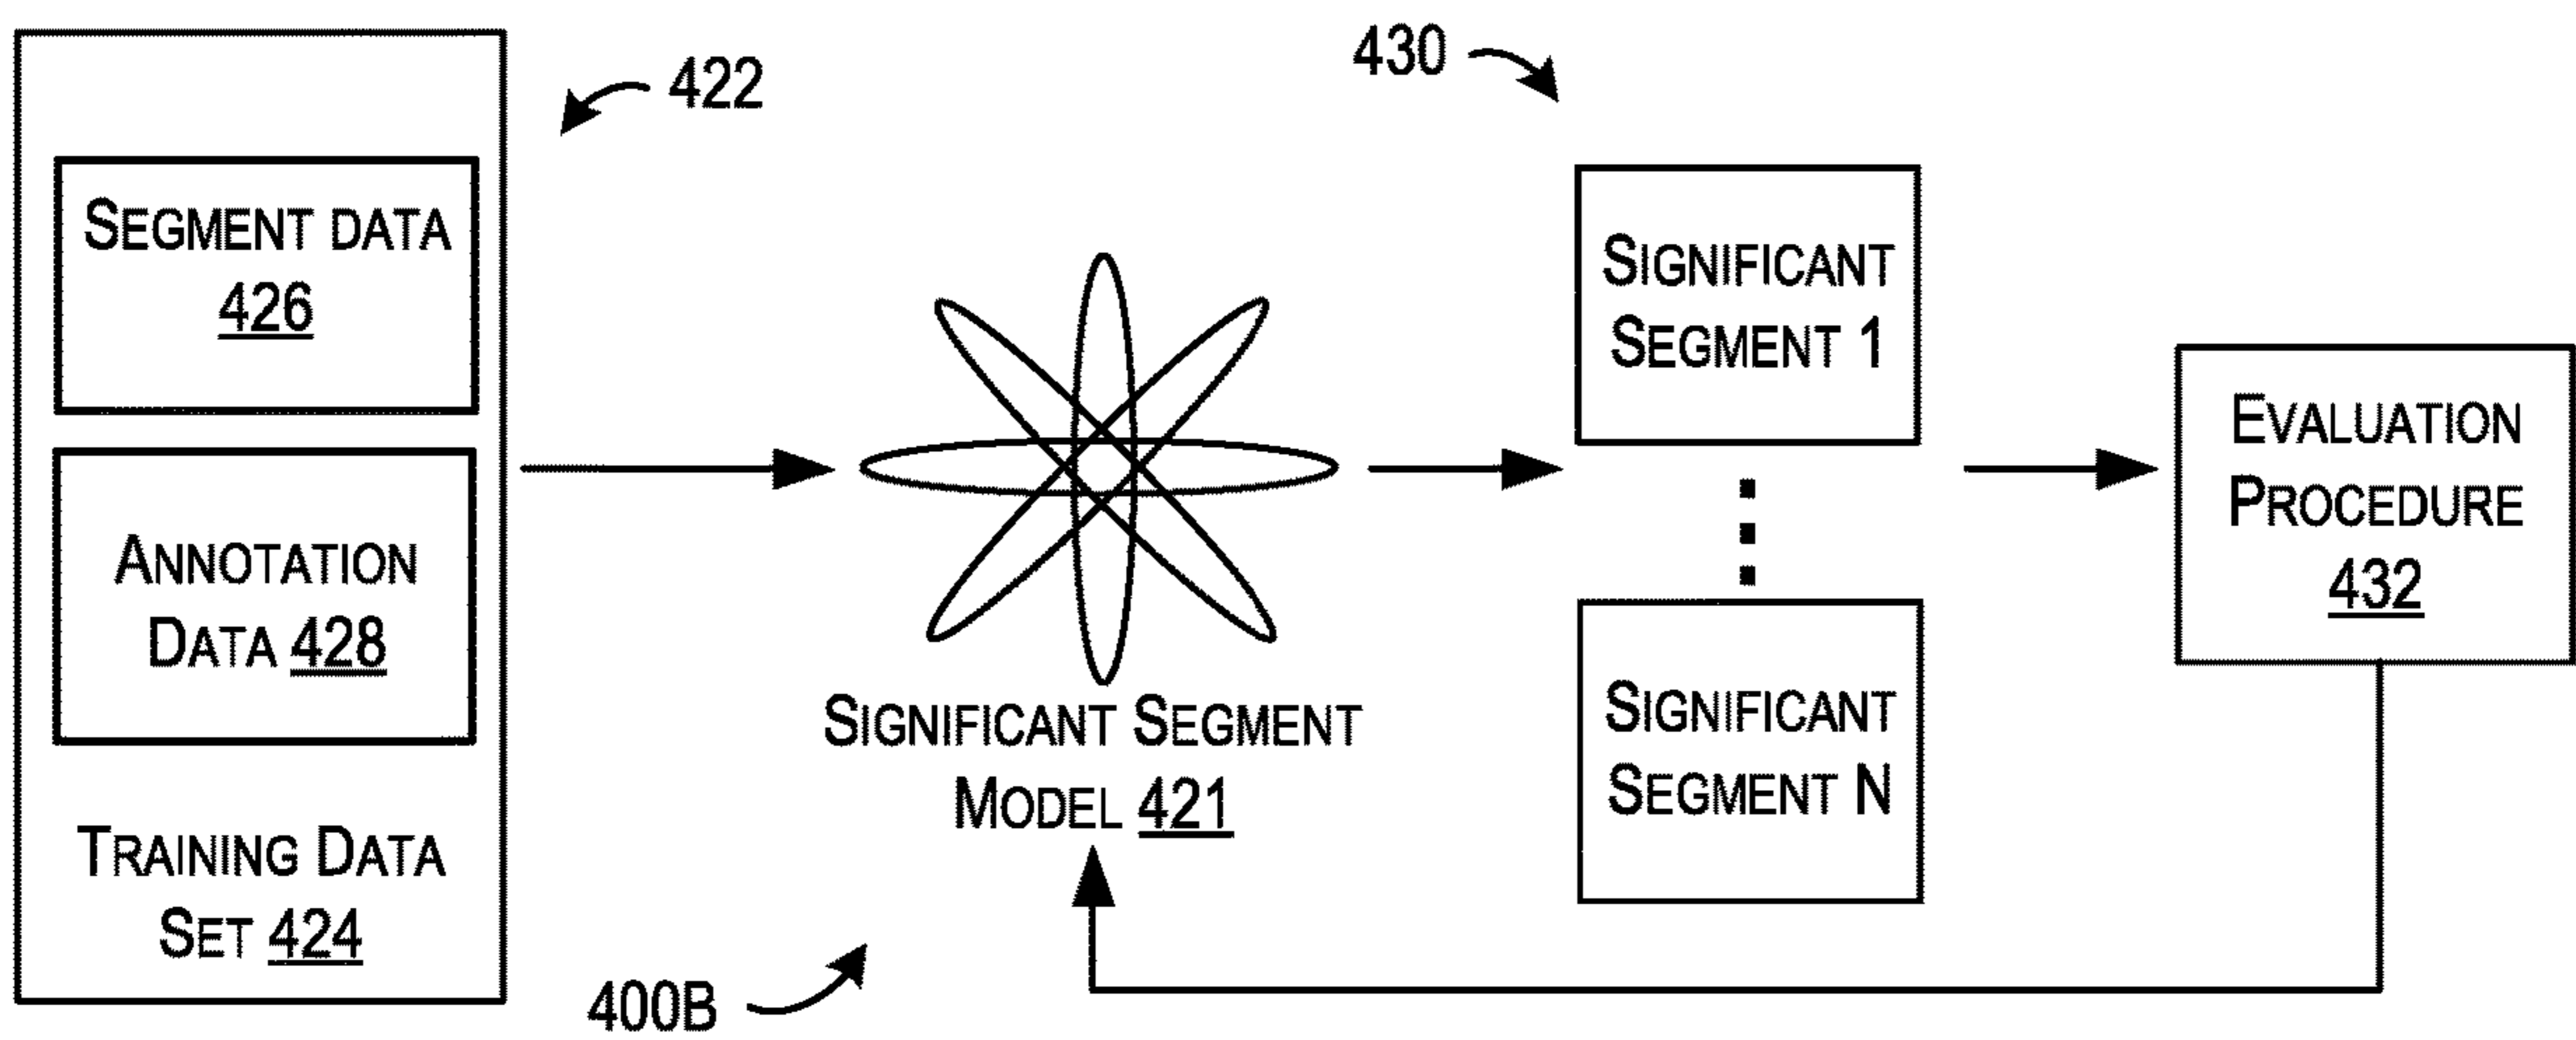 422
430
SEGMENT DATA
426
ANNOTATION
DATA 428
TRAINING DATA
SET 424
SIGNIFICANT SEGMENT
MODEL 421
SIGNIFICANT
SEGMENT 1
SIGNIFICANT
SEGMENT N
EVALUATION
PROCEDURE
432
400B